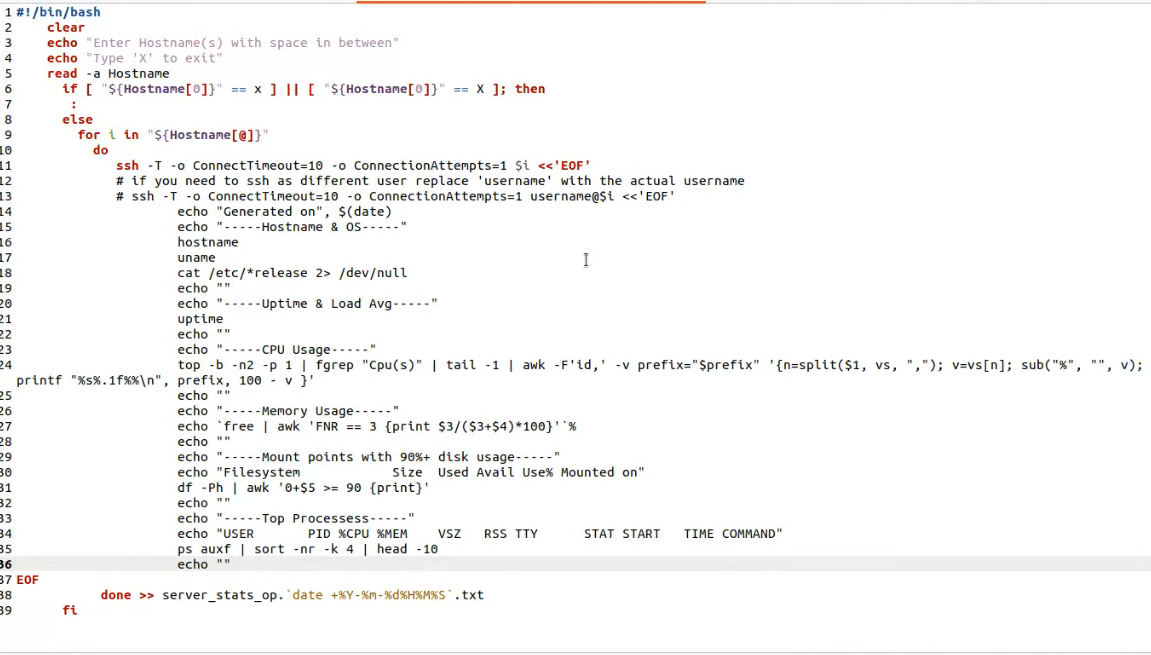 1 #!/bin/bash
2     clear
3     echo "Enter Hostname(s) with space in between"
4     echo "Type 'X' to exit"
5     read -a Hostname
6       if [ "${Hostname[0]}" == x ] || [ "${Hostname[0]}" == X ]; then
7        :
8       else
9         for i in "${Hostname[@]}"
10           do
11              ssh -T -o ConnectTimeout=10 -o ConnectionAttempts=1 $i <<'EOF'
12              # if you need to ssh as different user replace 'username' with the actual username
13              # ssh -T -o ConnectTimeout=10 -o ConnectionAttempts=1 username@$i <<'EOF'
14                      echo "Generated on", $(date)
15                      echo "-----Hostname & OS-----"
16                      hostname
17                      uname
18                      cat /etc/*release 2> /dev/null
19                      echo ""
20                      echo "-----Uptime & Load Avg-----"
21                      uptime
22                      echo ""
23                      echo "-----CPU Usage-----"
24                      top -b -n2 -p 1 | fgrep "Cpu(s)" | tail -1 | awk -F'id,' -v prefix="$prefix" '{n=split($1, vs, ","); v=vs[n]; sub("%", "", v);
printf "%s%.1f%%\n", prefix, 100 - v }'
25                      echo ""
26                      echo "-----Memory Usage-----"
27                      echo `free | awk 'FNR == 3 {print $3/($3+$4)*100}'`%
28                      echo ""
29                      echo "-----Mount points with 90%+ disk usage-----"
30                      echo "Filesystem            Size  Used Avail Use% Mounted on"
31                      df -Ph | awk '0+$5 >= 90 {print}'
32                      echo ""
33                      echo "-----Top Processess-----"
34                      echo "USER       PID %CPU %MEM    VSZ   RSS TTY      STAT START   TIME COMMAND"
35                      ps auxf | sort -nr -k 4 | head -10
36                      echo ""
37 EOF
38            done >> server_stats_op.`date +%Y-%m-%d%H%M%S`.txt
39       fi